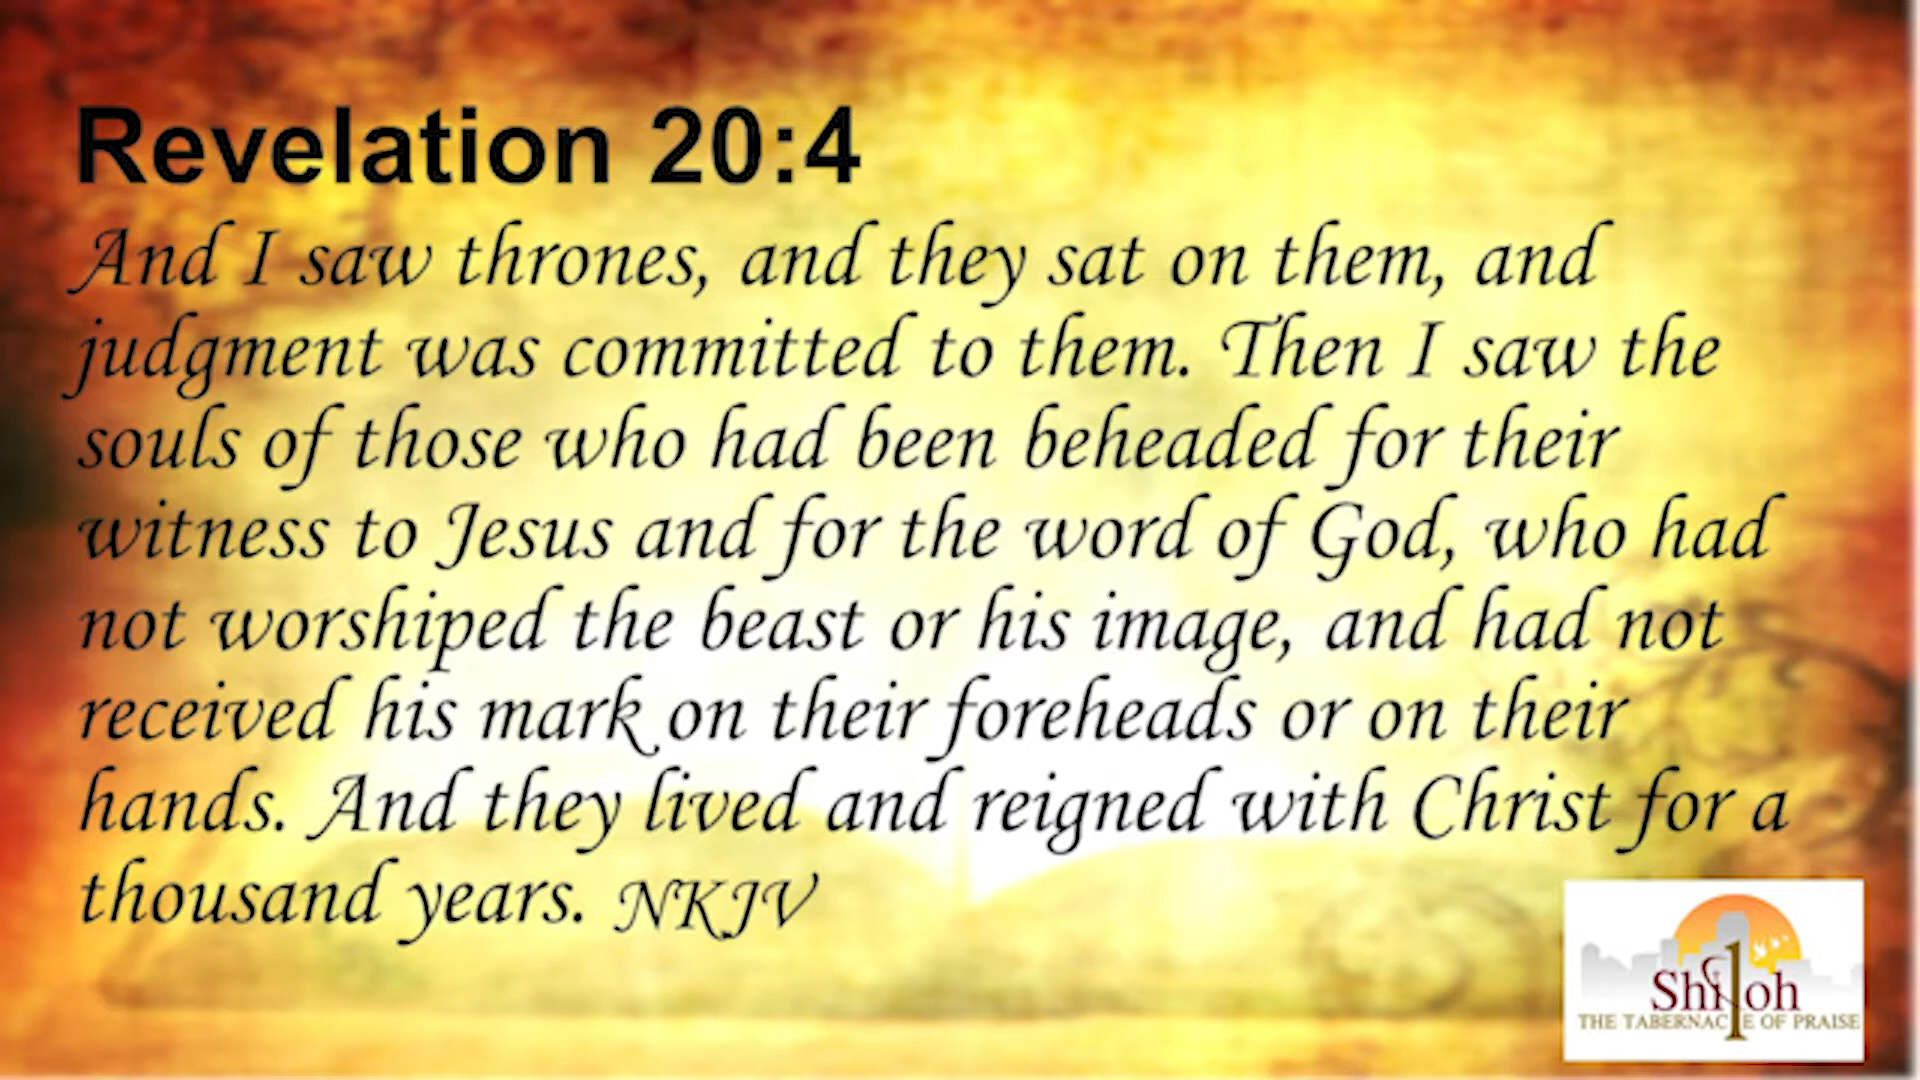 Revelation 20:4
And I saw thrones, and they sat on them, and
judgment was committed to them. Then I saw the
souls of those who had been beheaded for their
witness to Jesus and for the word of God, who had
not worshiped the beast or his image, and had not
received his mark on their foreheads or on their
hands. And they lived and reigned with Christ for a
thousand years. NKJV
Shiloh
THE TABERNACLE OF PRAISE